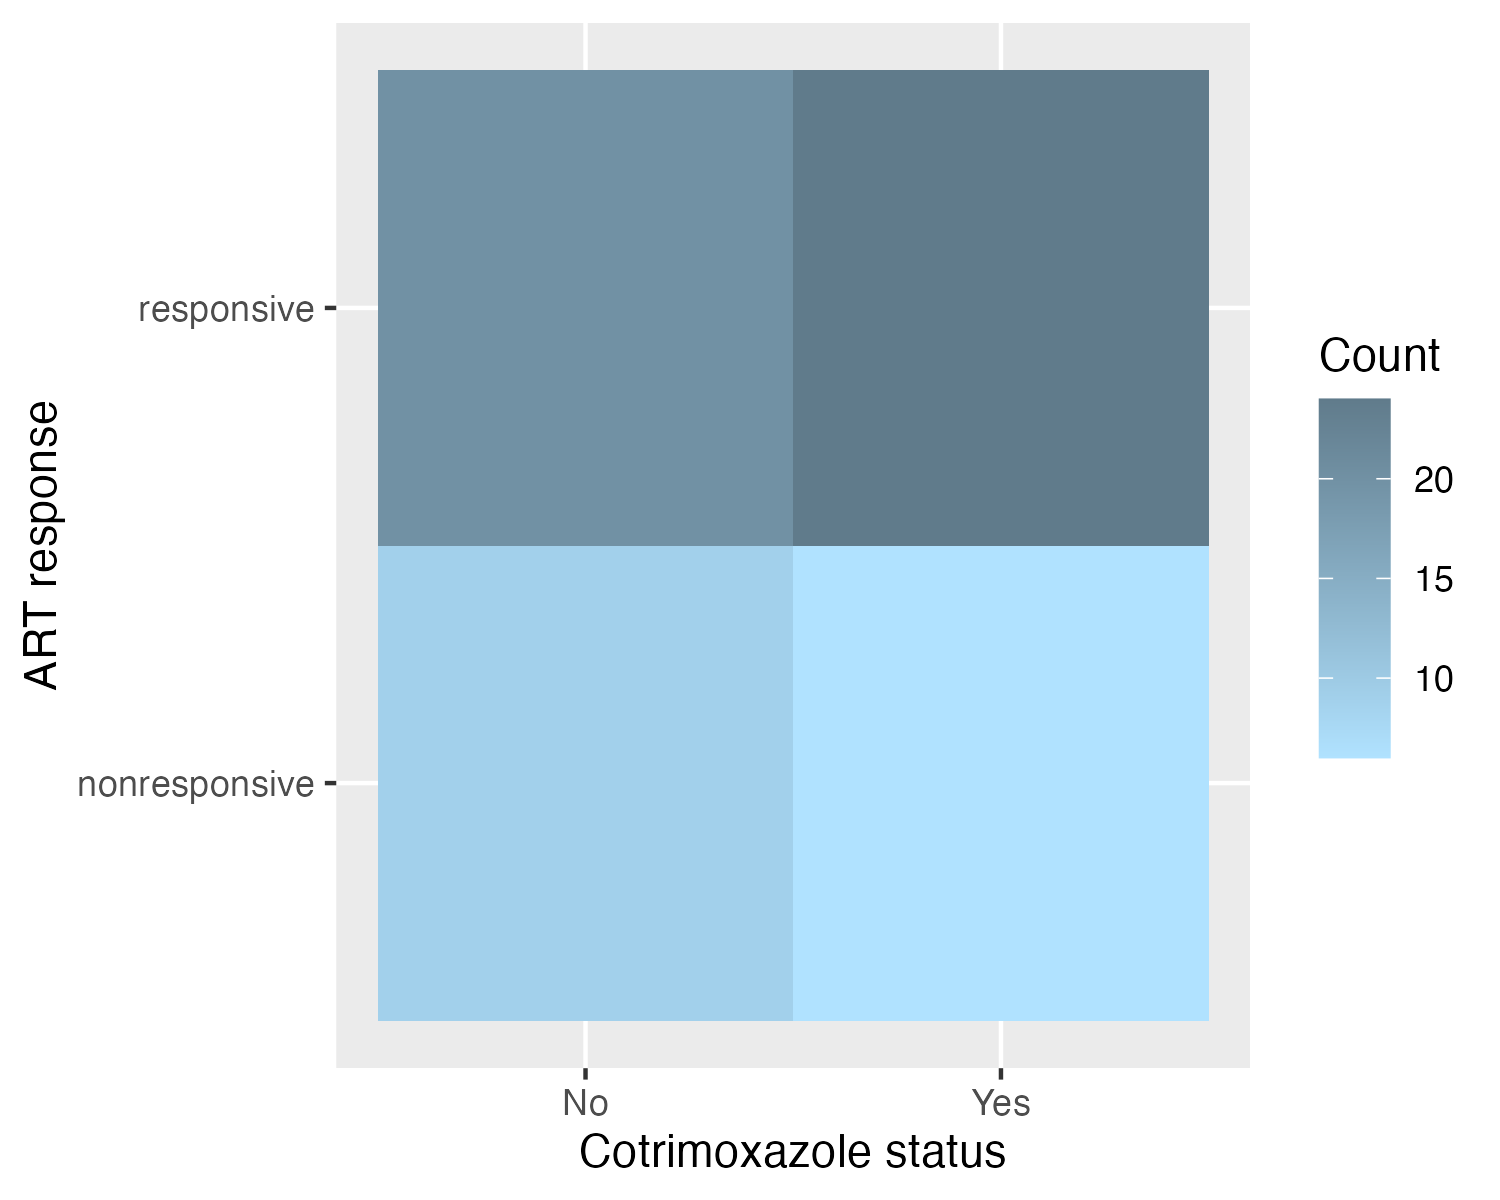 ART response
responsive
nonresponsive
No
Yes
Cotrimoxazole status
Count
20
15
10